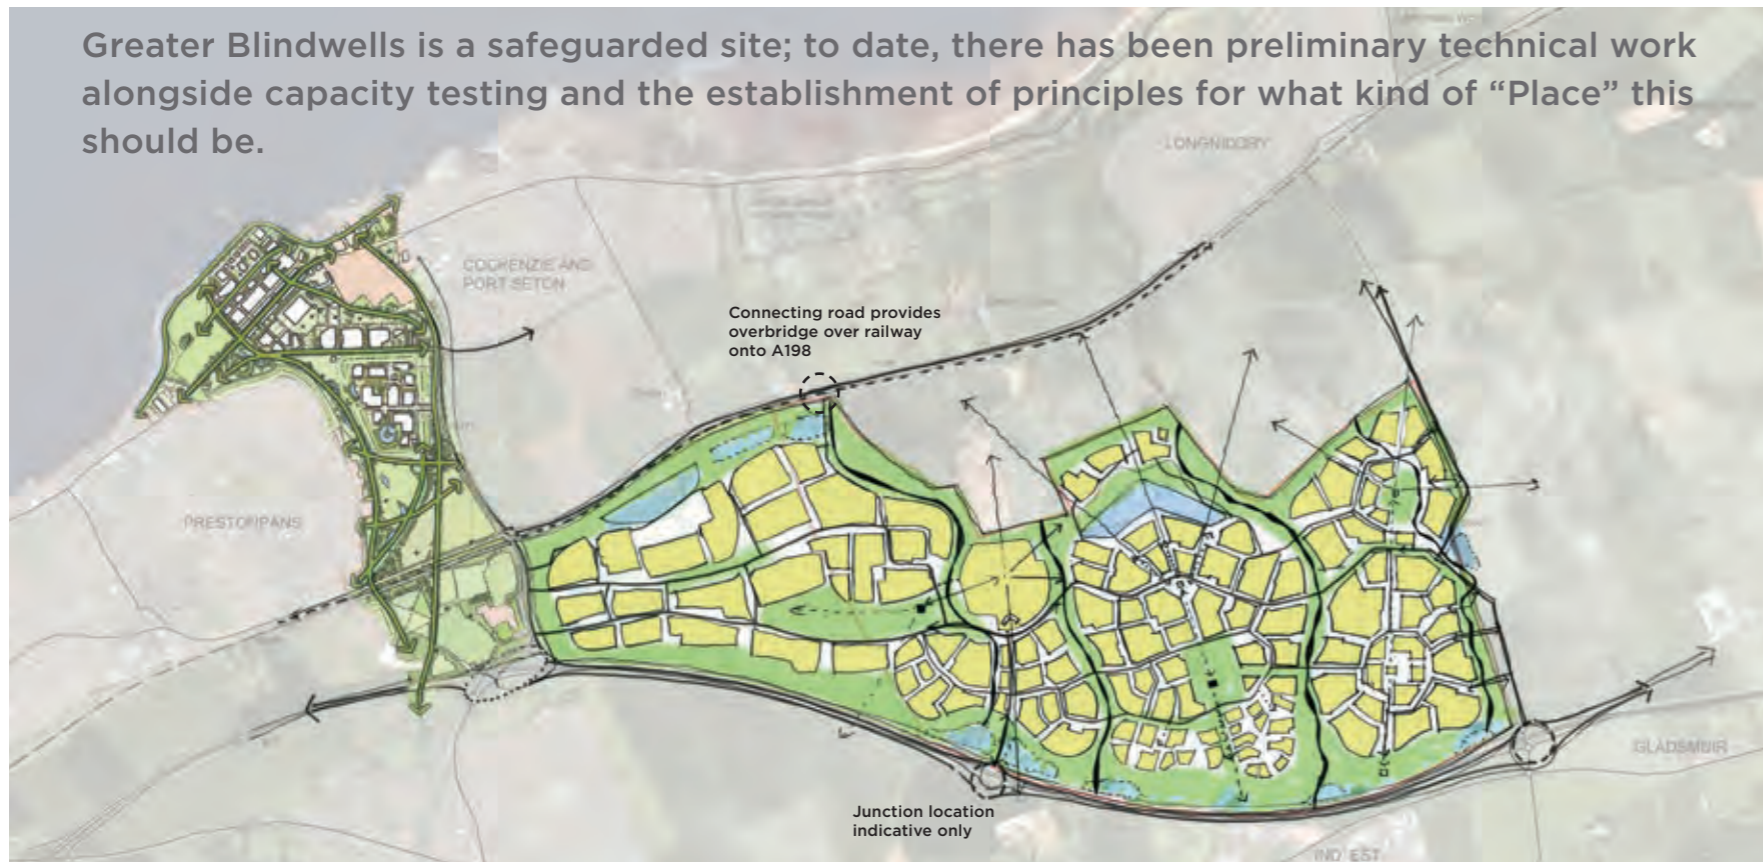 Greater Blindwells is a safeguarded site; to date, there has been preliminary technical work
alongside capacity testing and the establishment of principles for what kind of “Place” this
should be.
LONGNIDDRY
COCKENZIE AND
PORT SETON
Connecting road provides
overbridge over railway
onto A198
PRESTONPANS
GLADSMUIR
Junction location
indicative only
IND EST